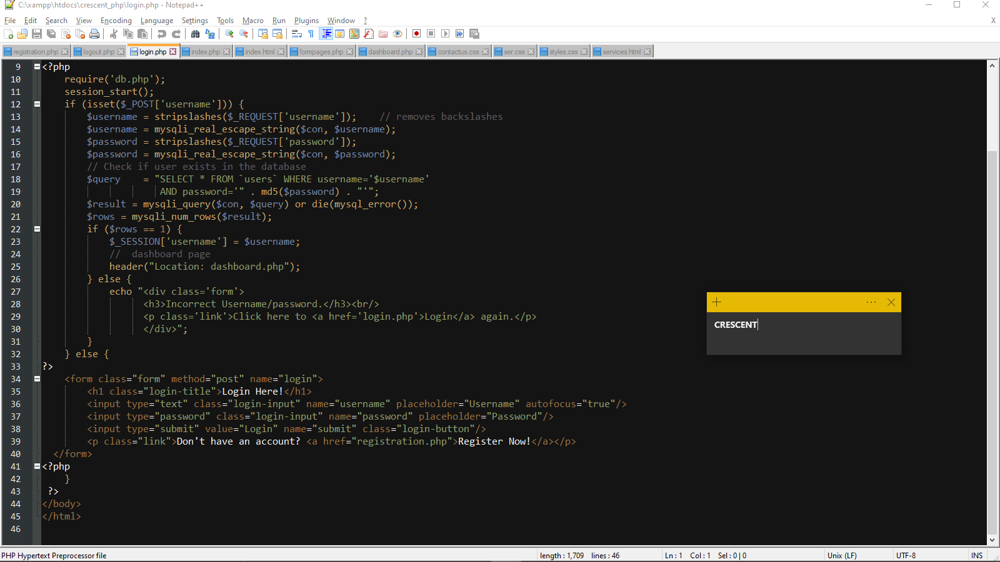 C:\xampp\htdocs\crescent_php\login.php - Notepad++
File Edit Search View Encoding Language Settings Tools Macro Run Plugins Window ? X
registration.php logout.php login.php index.php index.html formpages.php dashboard.php contactus.css ser.css styles.css services.html
9 <?php
10 require('db.php');
11 session_start();
12 if (isset($_POST['username'])) {
13 $username = stripslashes($_REQUEST['username']); // removes backslashes
14 $username = mysqli_real_escape_string($con, $username);
15 $password = stripslashes($_REQUEST['password']);
16 $password = mysqli_real_escape_string($con, $password);
17 // Check if user exists in the database
18 $query = "SELECT * FROM `users` WHERE username='$username'
19 AND password='" . md5($password) . "'";
20 $result = mysqli_query($con, $query) or die(mysql_error());
21 $rows = mysqli_num_rows($result);
22 if ($rows == 1) {
23 $_SESSION['username'] = $username;
24 // dashboard page
25 header("Location: dashboard.php");
26 } else {
27 echo "<div class='form'>
28 <h3>Incorrect Username/password.</h3><br/>
29 <p class='link'>Click here to <a href='login.php'>Login</a> again.</p>
30 </div>";
31 }
32 } else {
33 ?>
34 <form class="form" method="post" name="login">
35 <h1 class="login-title">Login Here!</h1>
36 <input type="text" class="login-input" name="username" placeholder="Username" autofocus="true"/>
37 <input type="password" class="login-input" name="password" placeholder="Password"/>
38 <input type="submit" value="Login" name="submit" class="login-button"/>
39 <p class="link">Don't have an account? <a href="registration.php">Register Now!</a></p>
40 </form>
41 <?php
42 }
43 ?>
44 </body>
45 </html>
46
CRESCENT
PHP Hypertext Preprocessor file length : 1,709 lines : 46 Ln : 1 Col : 1 Sel : 0 | 0 Unix (LF) UTF-8 INS